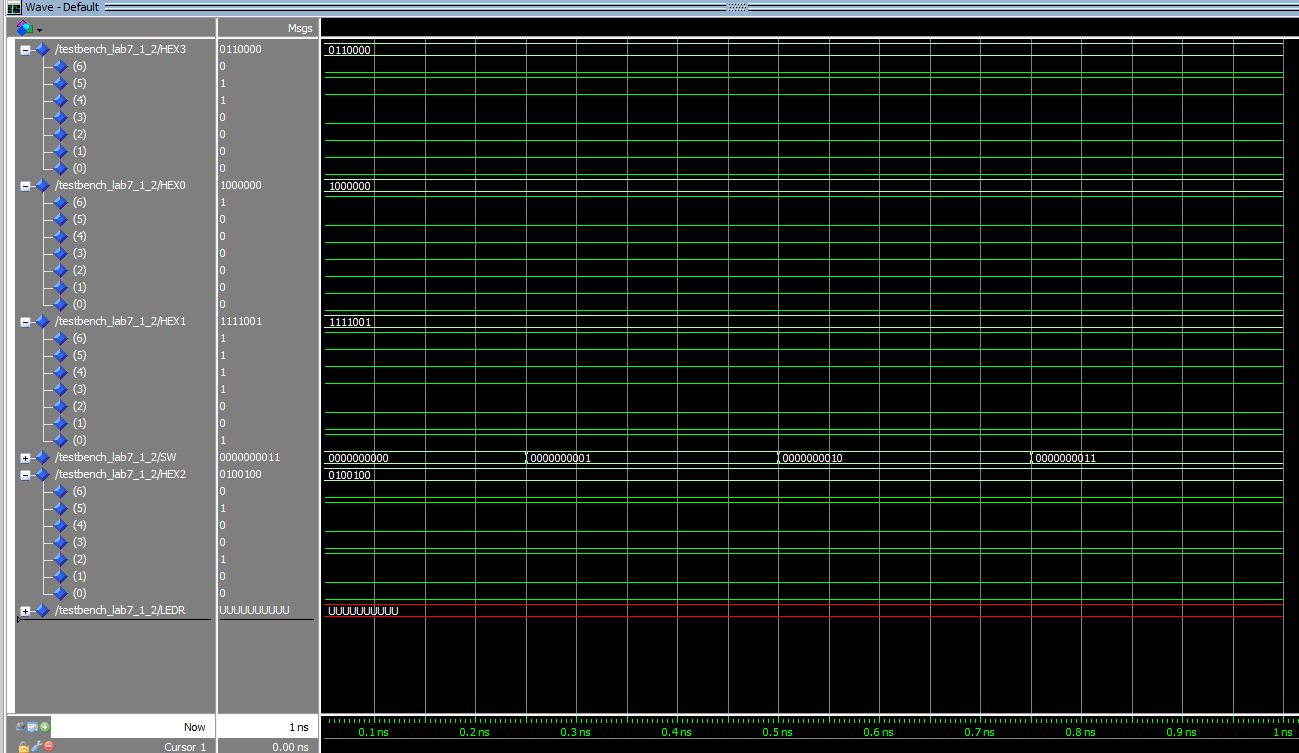 Wave - Default
Msgs
/testbench_lab7_1_2/HEX3 0110000 0110000
(6) 0
(5) 1
(4) 1
(3) 0
(2) 0
(1) 0
(0) 0
/testbench_lab7_1_2/HEX0 1000000 1000000
(6) 1
(5) 0
(4) 0
(3) 0
(2) 0
(1) 0
(0) 0
/testbench_lab7_1_2/HEX1 1111001 1111001
(6) 1
(5) 1
(4) 1
(3) 1
(2) 0
(1) 0
(0) 1
/testbench_lab7_1_2/SW 0000000011 0000000000 0000000001 0000000010 0000000011
/testbench_lab7_1_2/HEX2 0100100 0100100
(6) 0
(5) 1
(4) 0
(3) 0
(2) 1
(1) 0
(0) 0
/testbench_lab7_1_2/LEDR UUUUUUUUUU UUUUUUUUUU
Now 1 ns 0.1 ns 0.2 ns 0.3 ns 0.4 ns 0.5 ns 0.6 ns 0.7 ns 0.8 ns 0.9 ns 1 ns
Cursor 1 0.00 ns